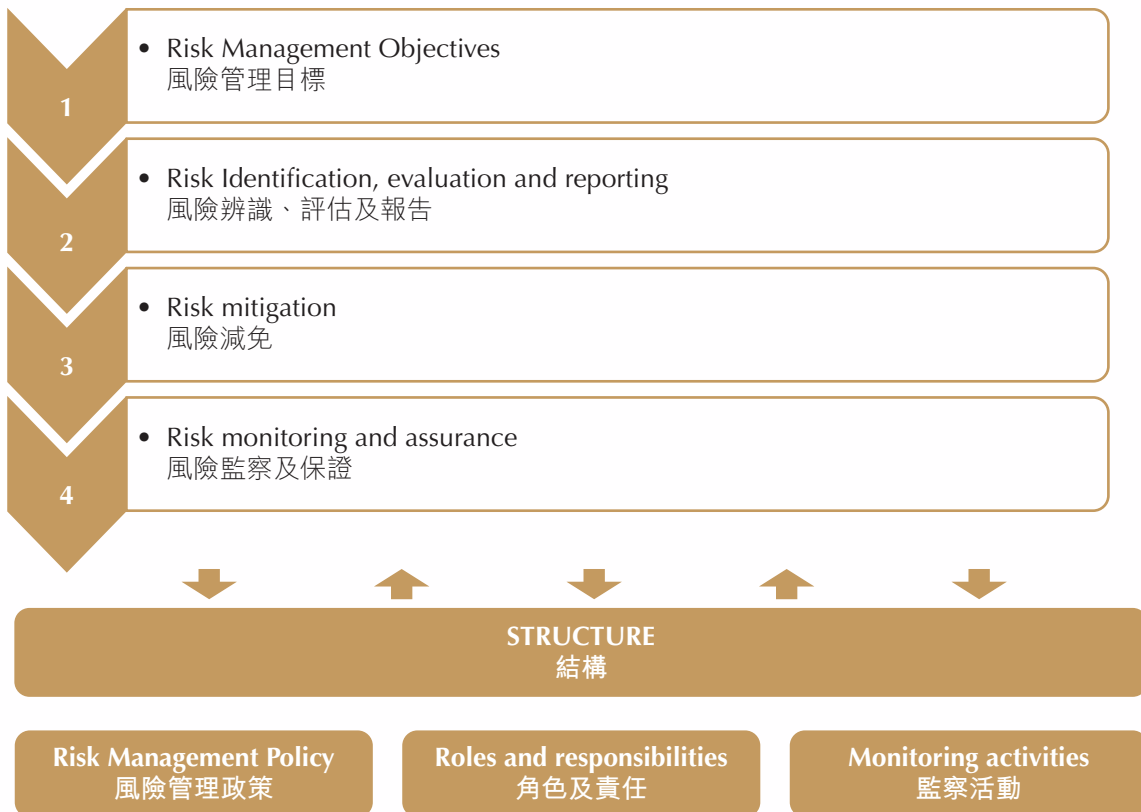 1
• Risk Management Objectives
風險管理目標
2
• Risk Identification, evaluation and reporting
風險辨識、評估及報告
3
• Risk mitigation
風險減免
4
• Risk monitoring and assurance
風險監察及保證
STRUCTURE
結構
Risk Management Policy
風險管理政策
Roles and responsibilities
角色及責任
Monitoring activities
監察活動